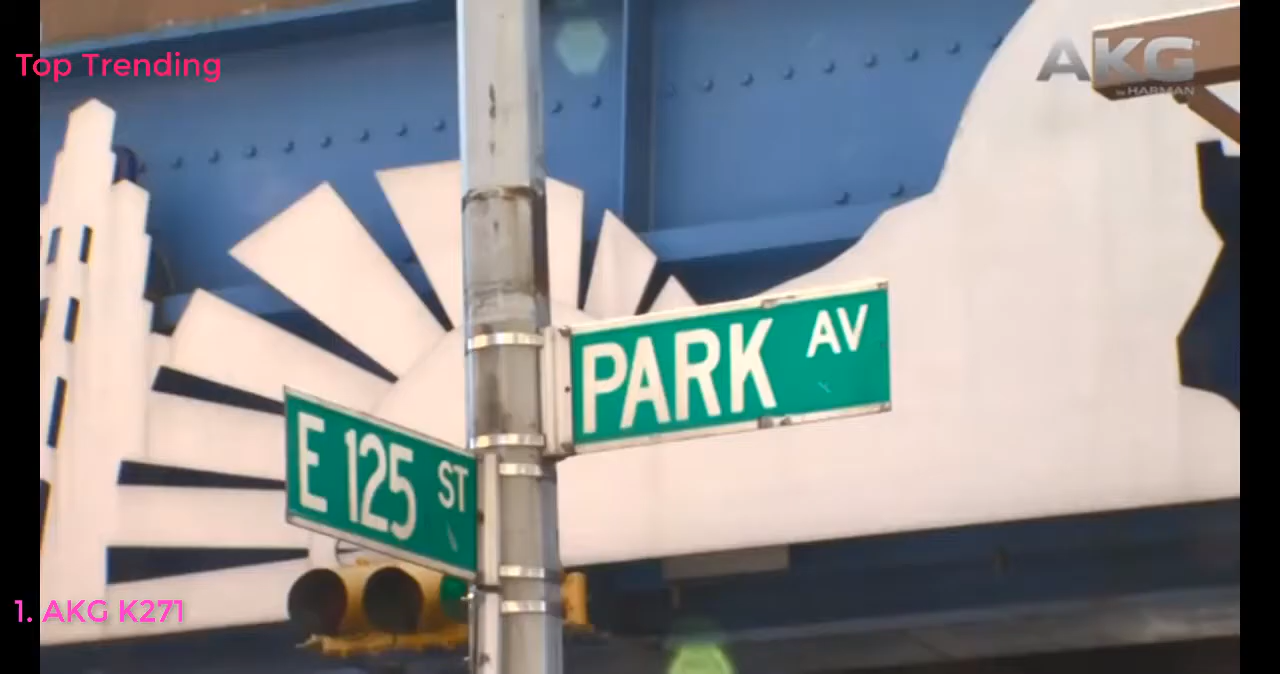 Top Trending
AKG
by HARMAN
PARK AV
E 125 ST
1. AKG K271